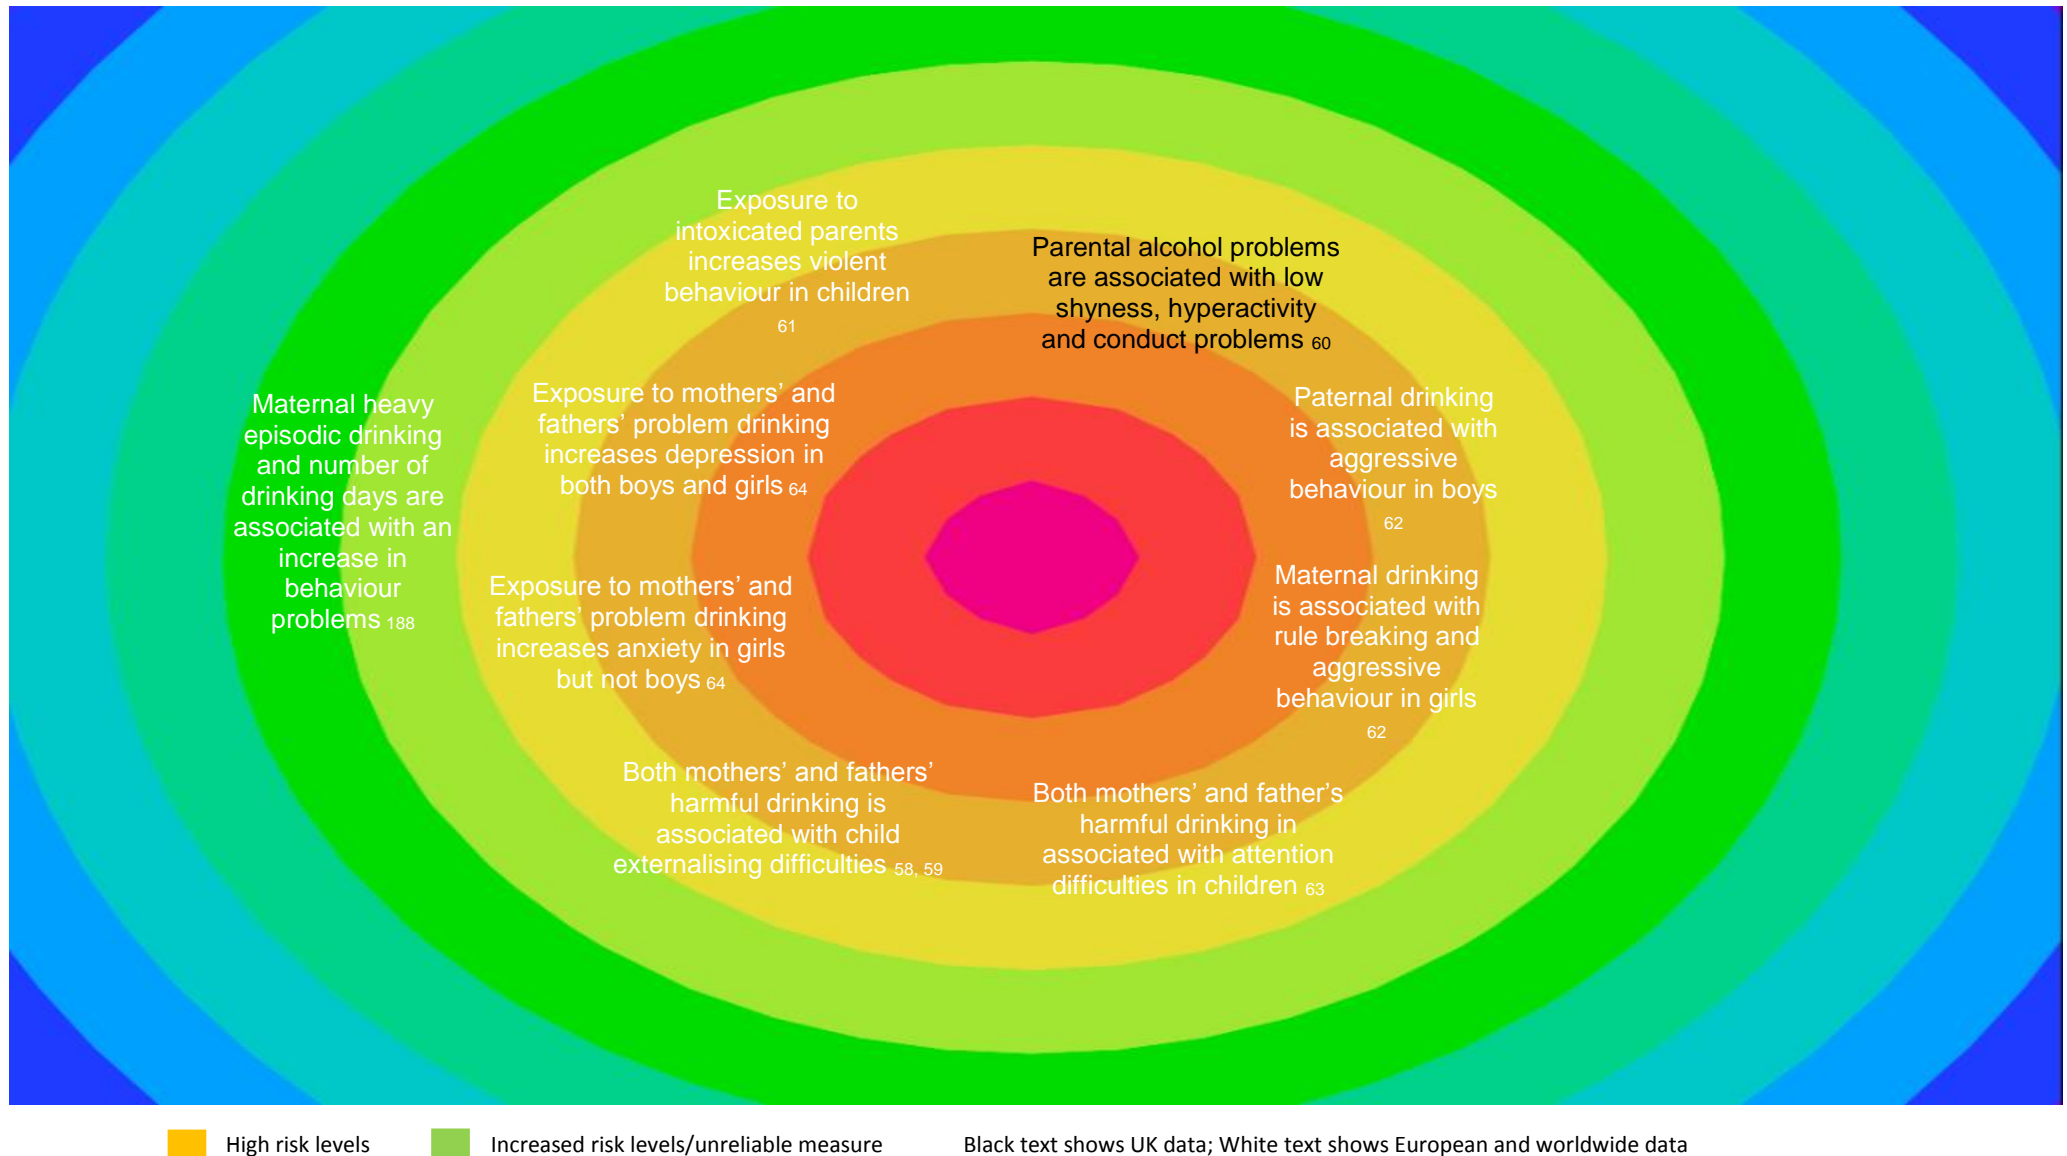 Exposure to
intoxicated parents
increases violent
behaviour in children
61
Parental alcohol problems
are associated with low
shyness, hyperactivity
and conduct problems 60
Maternal heavy
episodic drinking
and number of
drinking days are
associated with an
increase in
behaviour
problems 188
Exposure to mothers’ and
fathers’ problem drinking
increases depression in
both boys and girls 64
Paternal drinking
is associated with
aggressive
behaviour in boys
62
Exposure to mothers’ and
fathers’ problem drinking
increases anxiety in girls
but not boys 64
Maternal drinking
is associated with
rule breaking and
aggressive
behaviour in girls
62
Both mothers’ and fathers’
harmful drinking is
associated with child
externalising difficulties 58, 59
Both mothers’ and father’s
harmful drinking in
associated with attention
difficulties in children 63
High risk levels
Increased risk levels/unreliable measure
Black text shows UK data; White text shows European and worldwide data